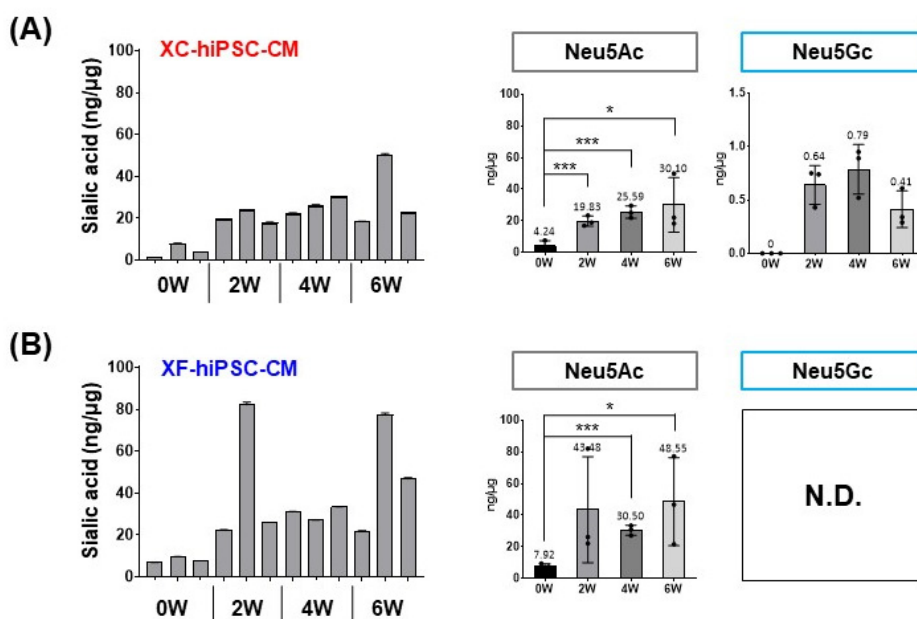 (A)
XC-hiPSC-CM
Sialic acid (ng/µg)
100
80
60
40
20
0
0W 2W 4W 6W
Neu5Ac
ng/µg
100
80
60
40
20
0
*
***
***
4.24
19.83
25.59
30.10
0W 2W 4W 6W
Neu5Gc
ng/µg
1.5
1.0
0.5
0.0
0
0.64
0.79
0.41
0W 2W 4W 6W
(B)
XF-hiPSC-CM
Sialic acid (ng/µg)
100
80
60
40
20
0
0W 2W 4W 6W
Neu5Ac
ng/µg
100
80
60
40
20
0
*
***
7.92
43.48
30.50
48.55
0W 2W 4W 6W
Neu5Gc
N.D.